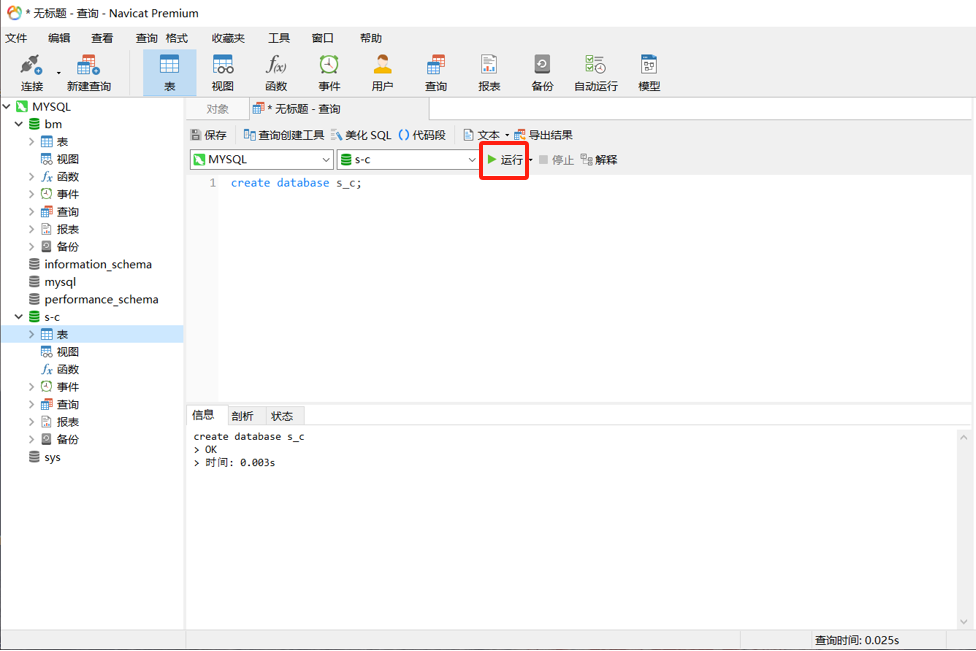 * 无标题 - 查询 - Navicat Premium
文件 编辑 查看 查询 格式 收藏夹 工具 窗口 帮助
连接 新建查询 表 视图 函数 事件 用户 查询 报表 备份 自动运行 模型
MYSQL
bm
表
视图
函数
事件
查询
报表
备份
information_schema
mysql
performance_schema
s-c
表
视图
函数
事件
查询
报表
备份
sys
对象 * 无标题 - 查询
保存 查询创建工具 美化 SQL () 代码段 文本 导出结果
MYSQL s-c 运行 停止 解释
1 create database s_c;
信息 剖析 状态
create database s_c
> OK
> 时间: 0.003s
查询时间: 0.025s